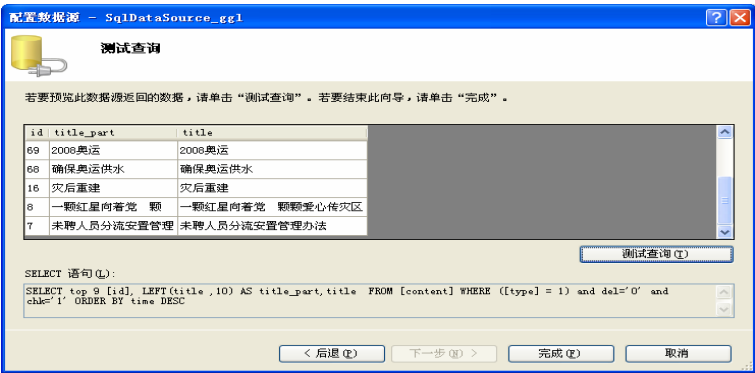 配置数据源 - SqlDataSource_ggl
测试查询
若要预览此数据源返回的数据，请单击“测试查询”。若要结束此向导，请单击“完成”。
id title_part title
69 2008奥运 2008奥运
68 确保奥运供水 确保奥运供水
16 灾后重建 灾后重建
8 一颗红星向着党 颗 一颗红星向着党 颗颗爱心传灾区
7 未聘人员分流安置管理 未聘人员分流安置管理办法
测试查询(T)
SELECT 语句(L):
SELECT top 9 [id], LEFT(title ,10) AS title_part,title FROM [content] WHERE ([type] = 1) and del='0' and
chk='1' ORDER BY time DESC
< 后退(P) 下一步(N) > 完成(F) 取消